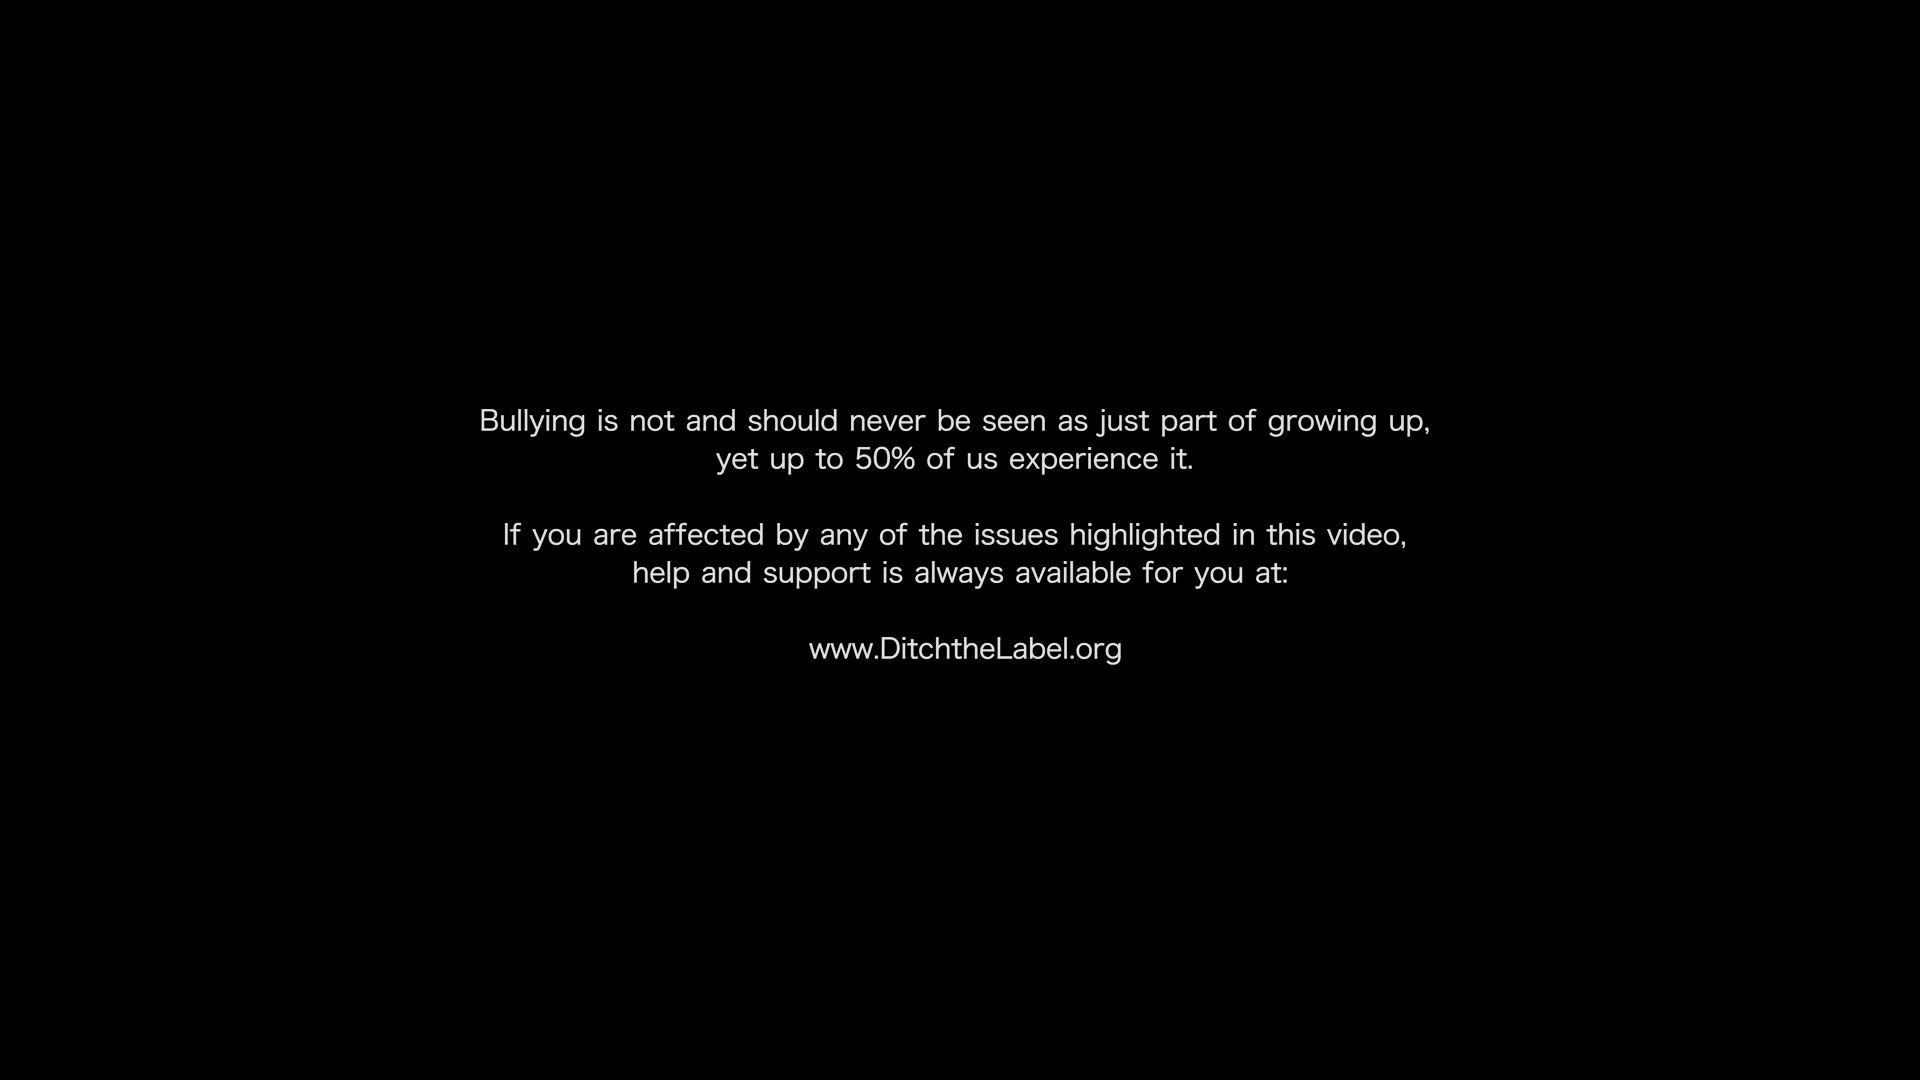 Bullying is not and should never be seen as just part of growing up,
yet up to 50% of us experience it.
If you are affected by any of the issues highlighted in this video,
help and support is always available for you at:
www.DitchtheLabel.org